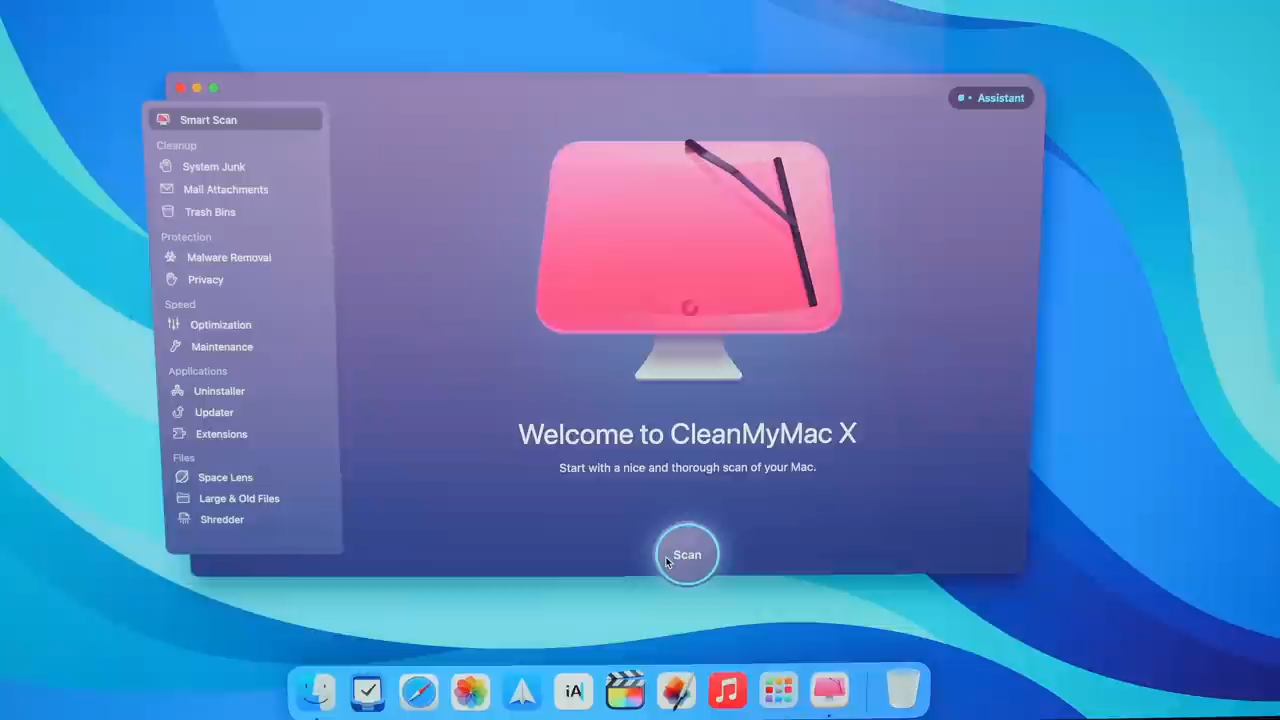 Assistant
Smart Scan
Cleanup
System Junk
Mail Attachments
Trash Bins
Protection
Malware Removal
Privacy
Speed
Optimization
Maintenance
Applications
Uninstaller
Updater
Extensions
Files
Space Lens
Large & Old Files
Shredder
Welcome to CleanMyMac X
Start with a nice and thorough scan of your Mac.
Scan
iA